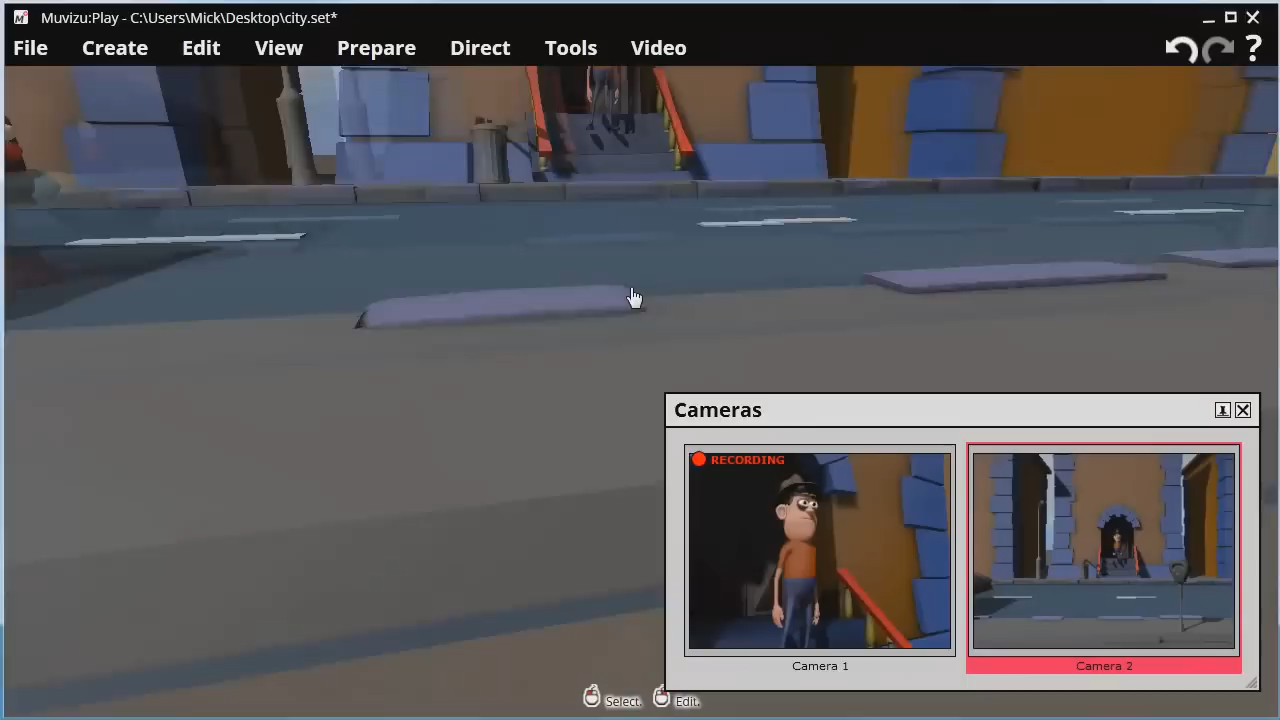 Muvizu:Play - C:\Users\Mick\Desktop\city.set*
File Create Edit View Prepare Direct Tools Video ?
Cameras
RECORDING
Camera 1 Camera 2
Select. Edit.